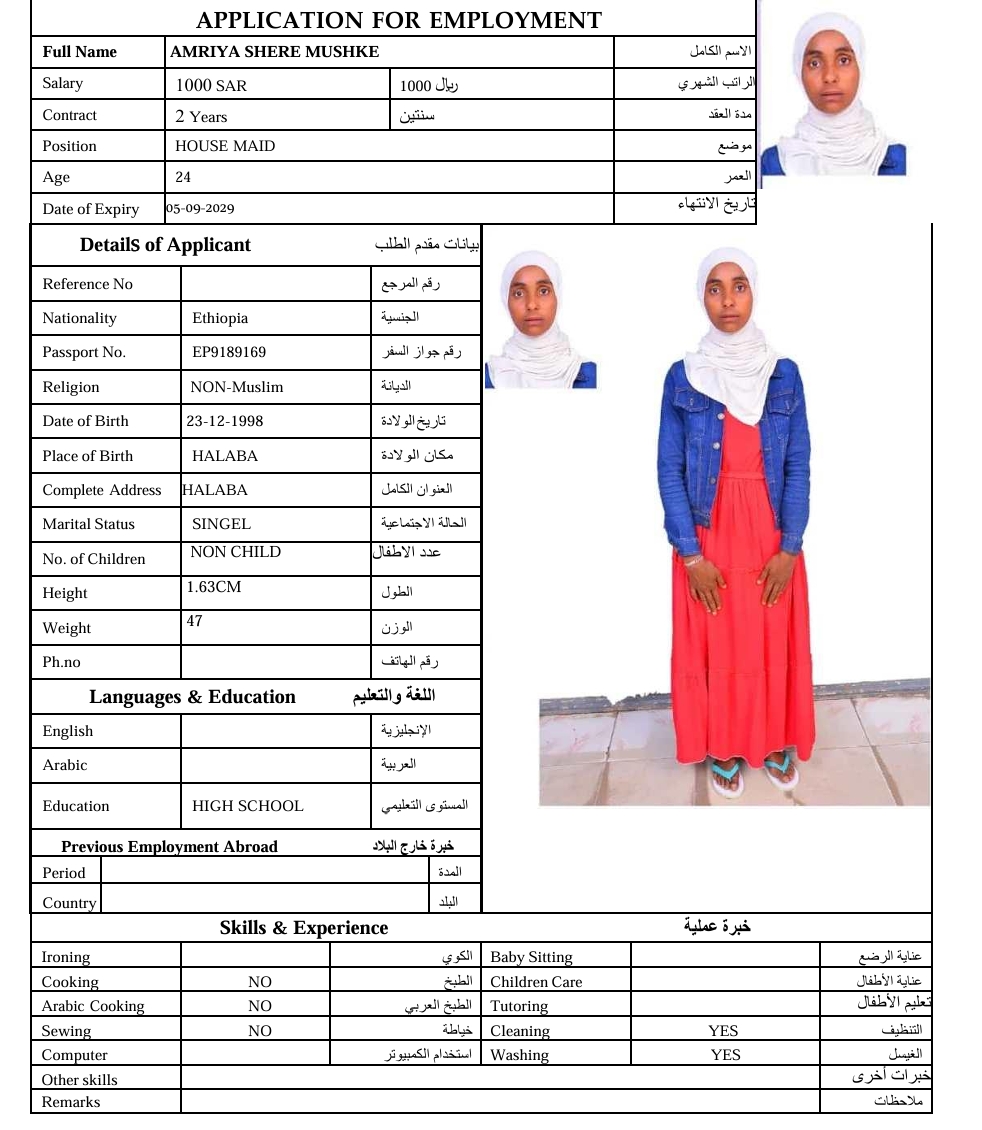 APPLICATION FOR EMPLOYMENT
Full Name AMRIYA SHERE MUSHKE الاسم الكامل
Salary 1000 SAR 1000 ريال الراتب الشهري
Contract 2 Years سنتين مدة العقد
Position HOUSE MAID موضع
Age 24 العمر
Date of Expiry 05-09-2029 تاريخ الانتهاء
Details of Applicant بيانات مقدم الطلب
Reference No رقم المرجع
Nationality Ethiopia الجنسية
Passport No. EP9189169 رقم جواز السفر
Religion NON-Muslim الديانة
Date of Birth 23-12-1998 تاريخ الولادة
Place of Birth HALABA مكان الولادة
Complete Address HALABA العنوان الكامل
Marital Status SINGEL الحالة الاجتماعية
No. of Children NON CHILD عدد الاطفال
Height 1.63CM الطول
Weight 47 الوزن
Ph.no رقم الهاتف
Languages & Education اللغة والتعليم
English الإنجليزية
Arabic العربية
Education HIGH SCHOOL المستوى التعليمي
Previous Employment Abroad خبرة خارج البلاد
Period المدة
Country البلد
Skills & Experience خبرة عملية
Ironing الكوي Baby Sitting عناية الرضع
Cooking NO الطبخ Children Care عناية الأطفال
Arabic Cooking NO الطبخ العربي Tutoring تعليم الأطفال
Sewing NO خياطة Cleaning YES التنظيف
Computer استخدام الكمبيوتر Washing YES الغيسل
Other skills خبرات أخرى
Remarks ملاحظات